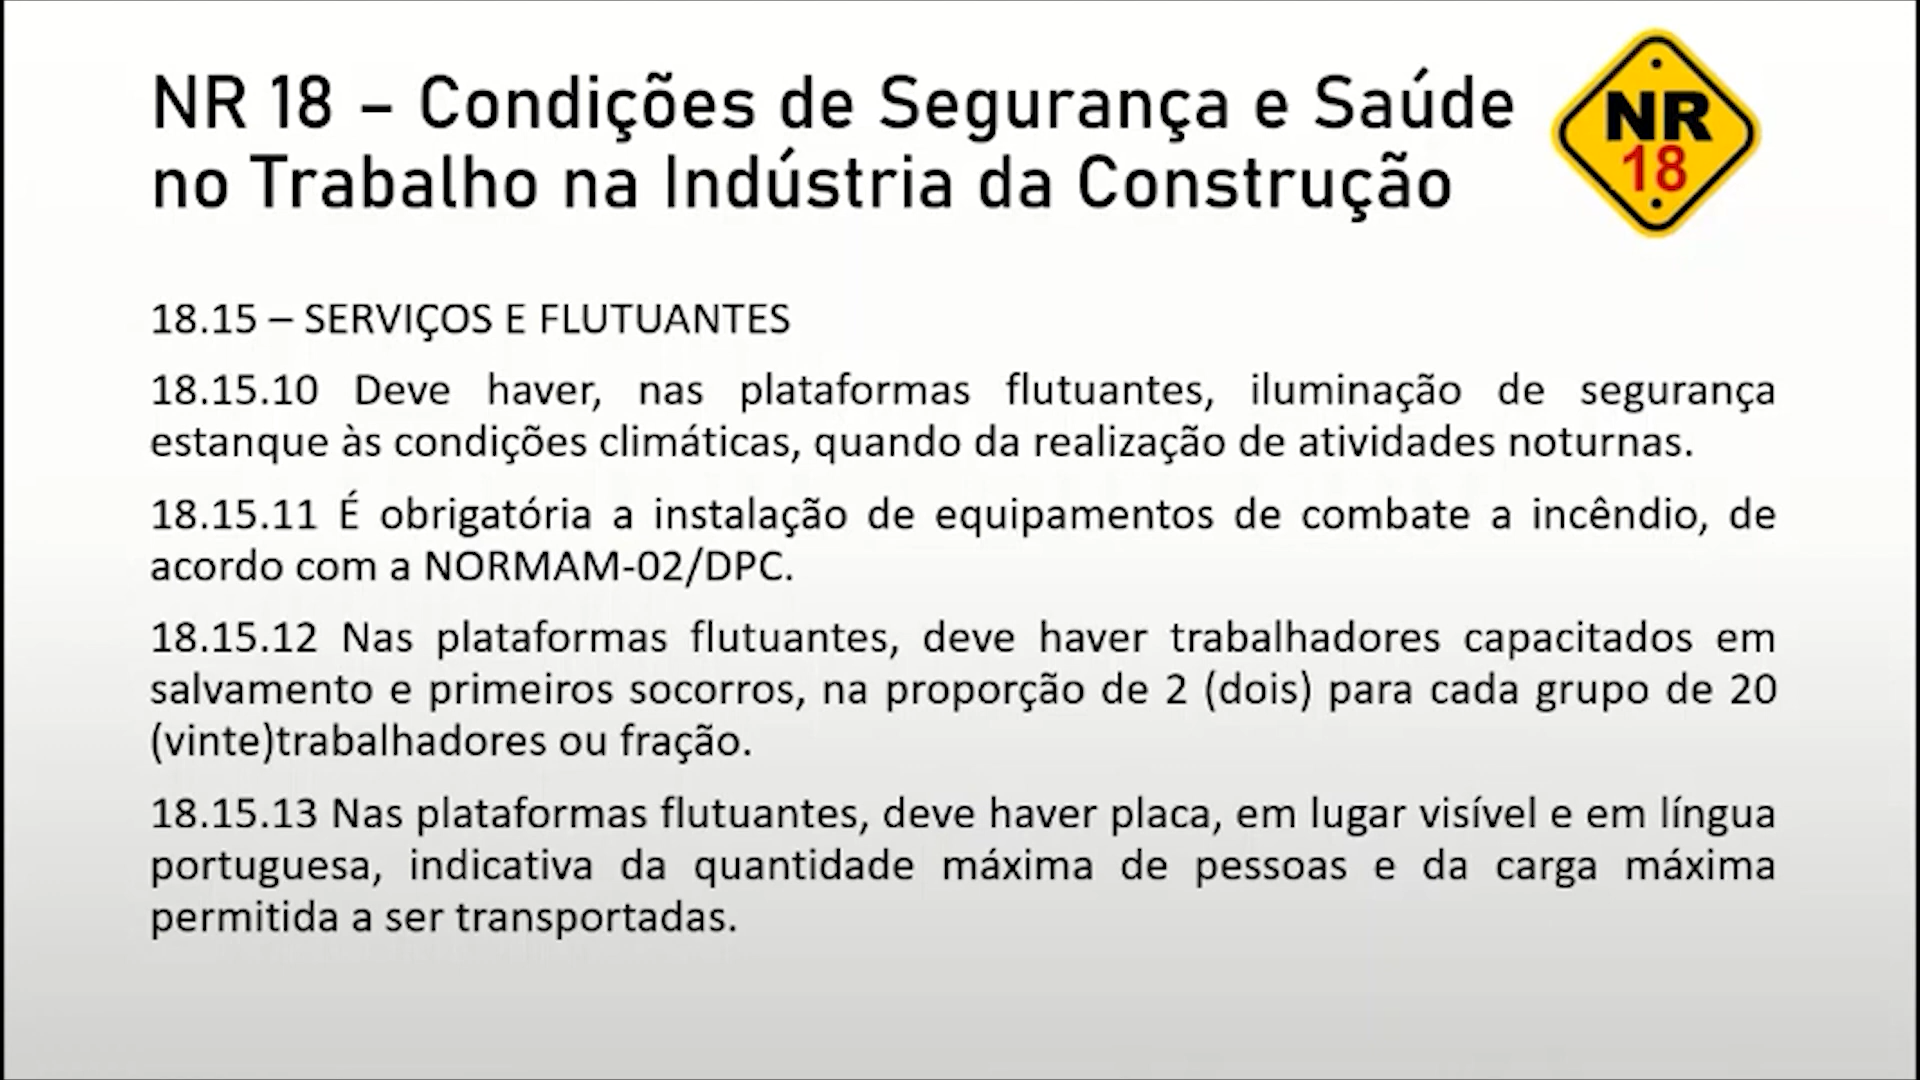 NR 18 – Condições de Segurança e Saúde
no Trabalho na Indústria da Construção
NR
18
18.15 – SERVIÇOS E FLUTUANTES
18.15.10 Deve haver, nas plataformas flutuantes, iluminação de segurança
estanque às condições climáticas, quando da realização de atividades noturnas.
18.15.11 É obrigatória a instalação de equipamentos de combate a incêndio, de
acordo com a NORMAM-02/DPC.
18.15.12 Nas plataformas flutuantes, deve haver trabalhadores capacitados em
salvamento e primeiros socorros, na proporção de 2 (dois) para cada grupo de 20
(vinte)trabalhadores ou fração.
18.15.13 Nas plataformas flutuantes, deve haver placa, em lugar visível e em língua
portuguesa, indicativa da quantidade máxima de pessoas e da carga máxima
permitida a ser transportadas.